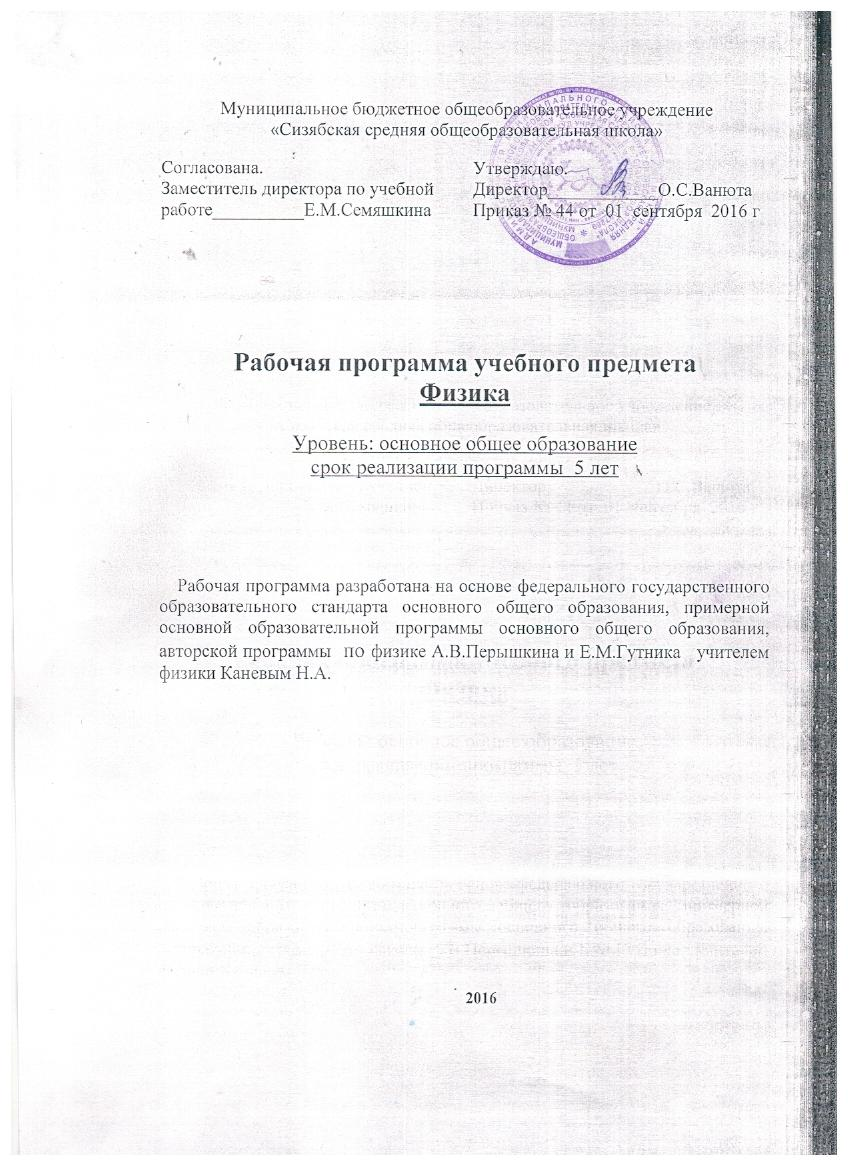 Муниципальное бюджетное общеобразовательное учреждение
«Сизябская средняя общеобразовательная школа»
Согласована.
Заместитель директора по учебной
работе___________Е.М.Семяшкина
Утверждаю.
Директор_____________О.С.Ванюта
Приказ № 44 от  01  сентября  2016 г
Рабочая программа учебного предмета
Физика
Уровень: основное общее образование
срок реализации программы  5 лет
Рабочая программа разработана на основе федерального государственного
образовательного стандарта основного общего образования, примерной
основной образовательной программы основного общего образования,
авторской программы  по физике А.В.Перышкина и Е.М.Гутника  учителем
физики Каневым Н.А.
2016